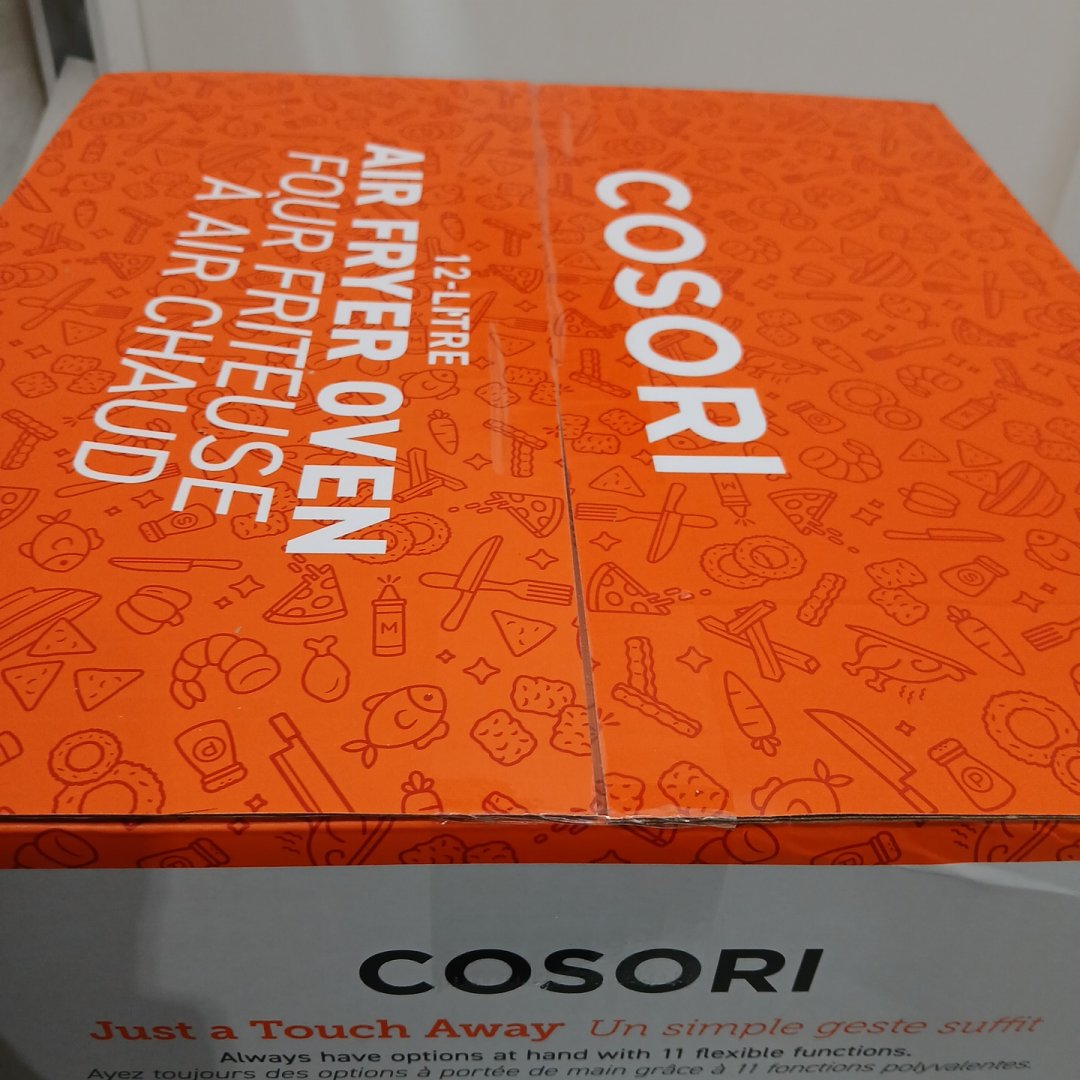 COSORI
12-LITRE
AIR FRYER OVEN
FOUR FRITEUSE
À AIR CHAUD
COSORI
Just a Touch Away Un simple geste suffit
Always have options at hand with 11 flexible functions.
Ayez toujours des options à portée de main grâce à 11 fonctions polyvalentes.